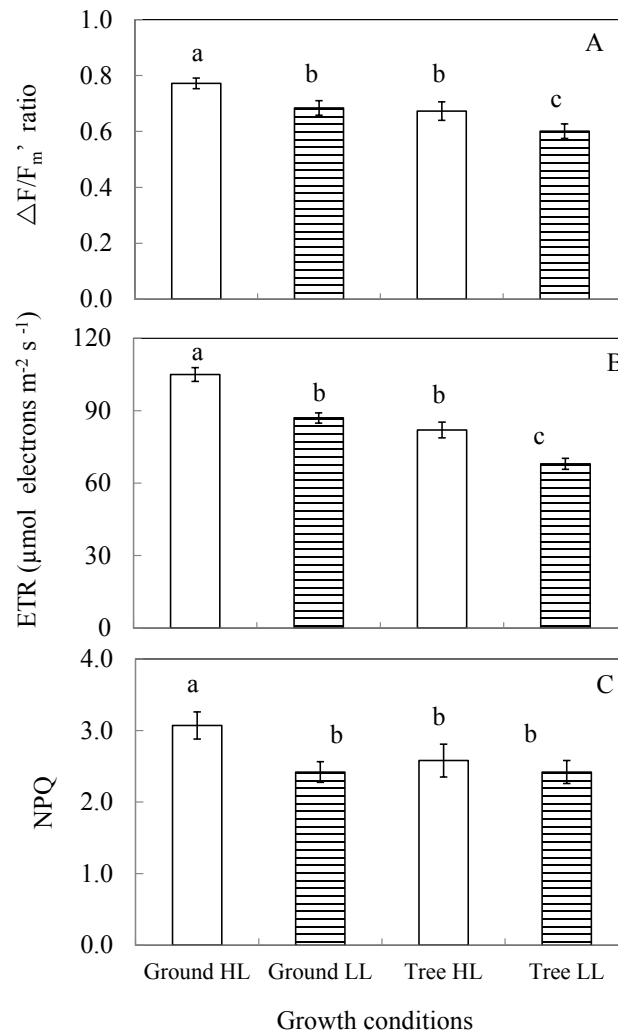 1.0
A
a
0.8
b
b
c
0.6
0.4
0.2
0.0
△F/Fm’ ratio
120
B
a
90
b
b
c
60
30
0
ETR (µmol electrons m-2 s -1)
4.0
C
a
3.0
b
b
b
2.0
1.0
0.0
NPQ
Ground HL Ground LL Tree HL Tree LL
Growth conditions